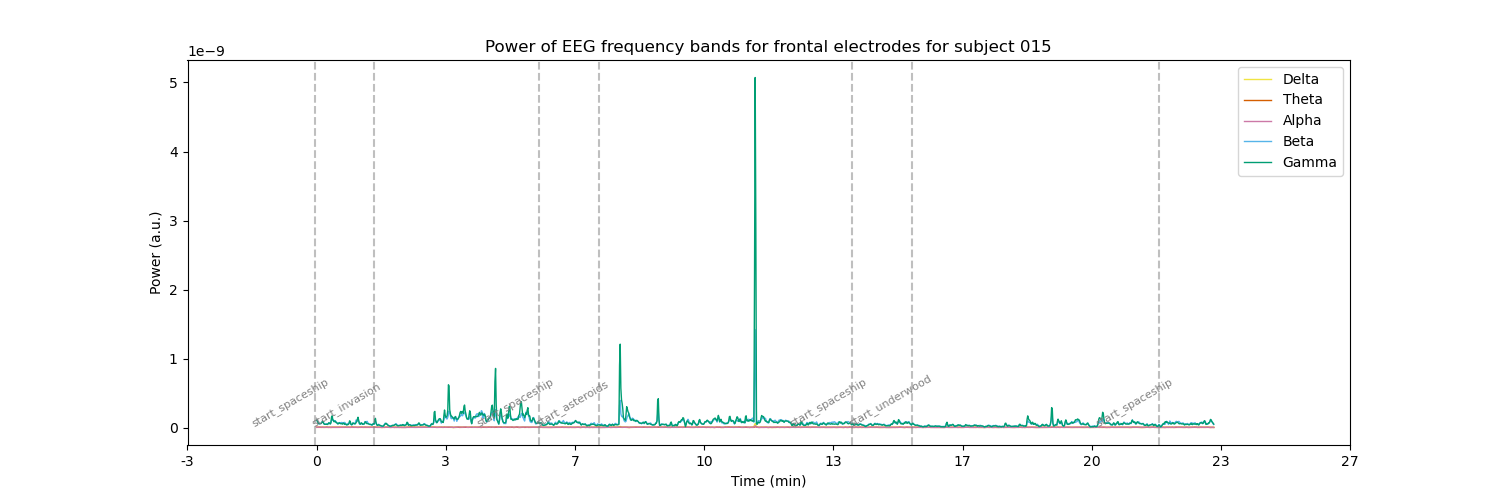 Power of EEG frequency bands for frontal electrodes for subject 015
1e−9
5
4
3
2
1
0
Power (a.u.)
Delta
Theta
Alpha
Beta
Gamma
start_spaceship
start_invasion
start_spaceship
start_asteroids
start_spaceship
start_underwood
start_spaceship
-3
0
3
7
10
13
17
20
23
27
Time (min)